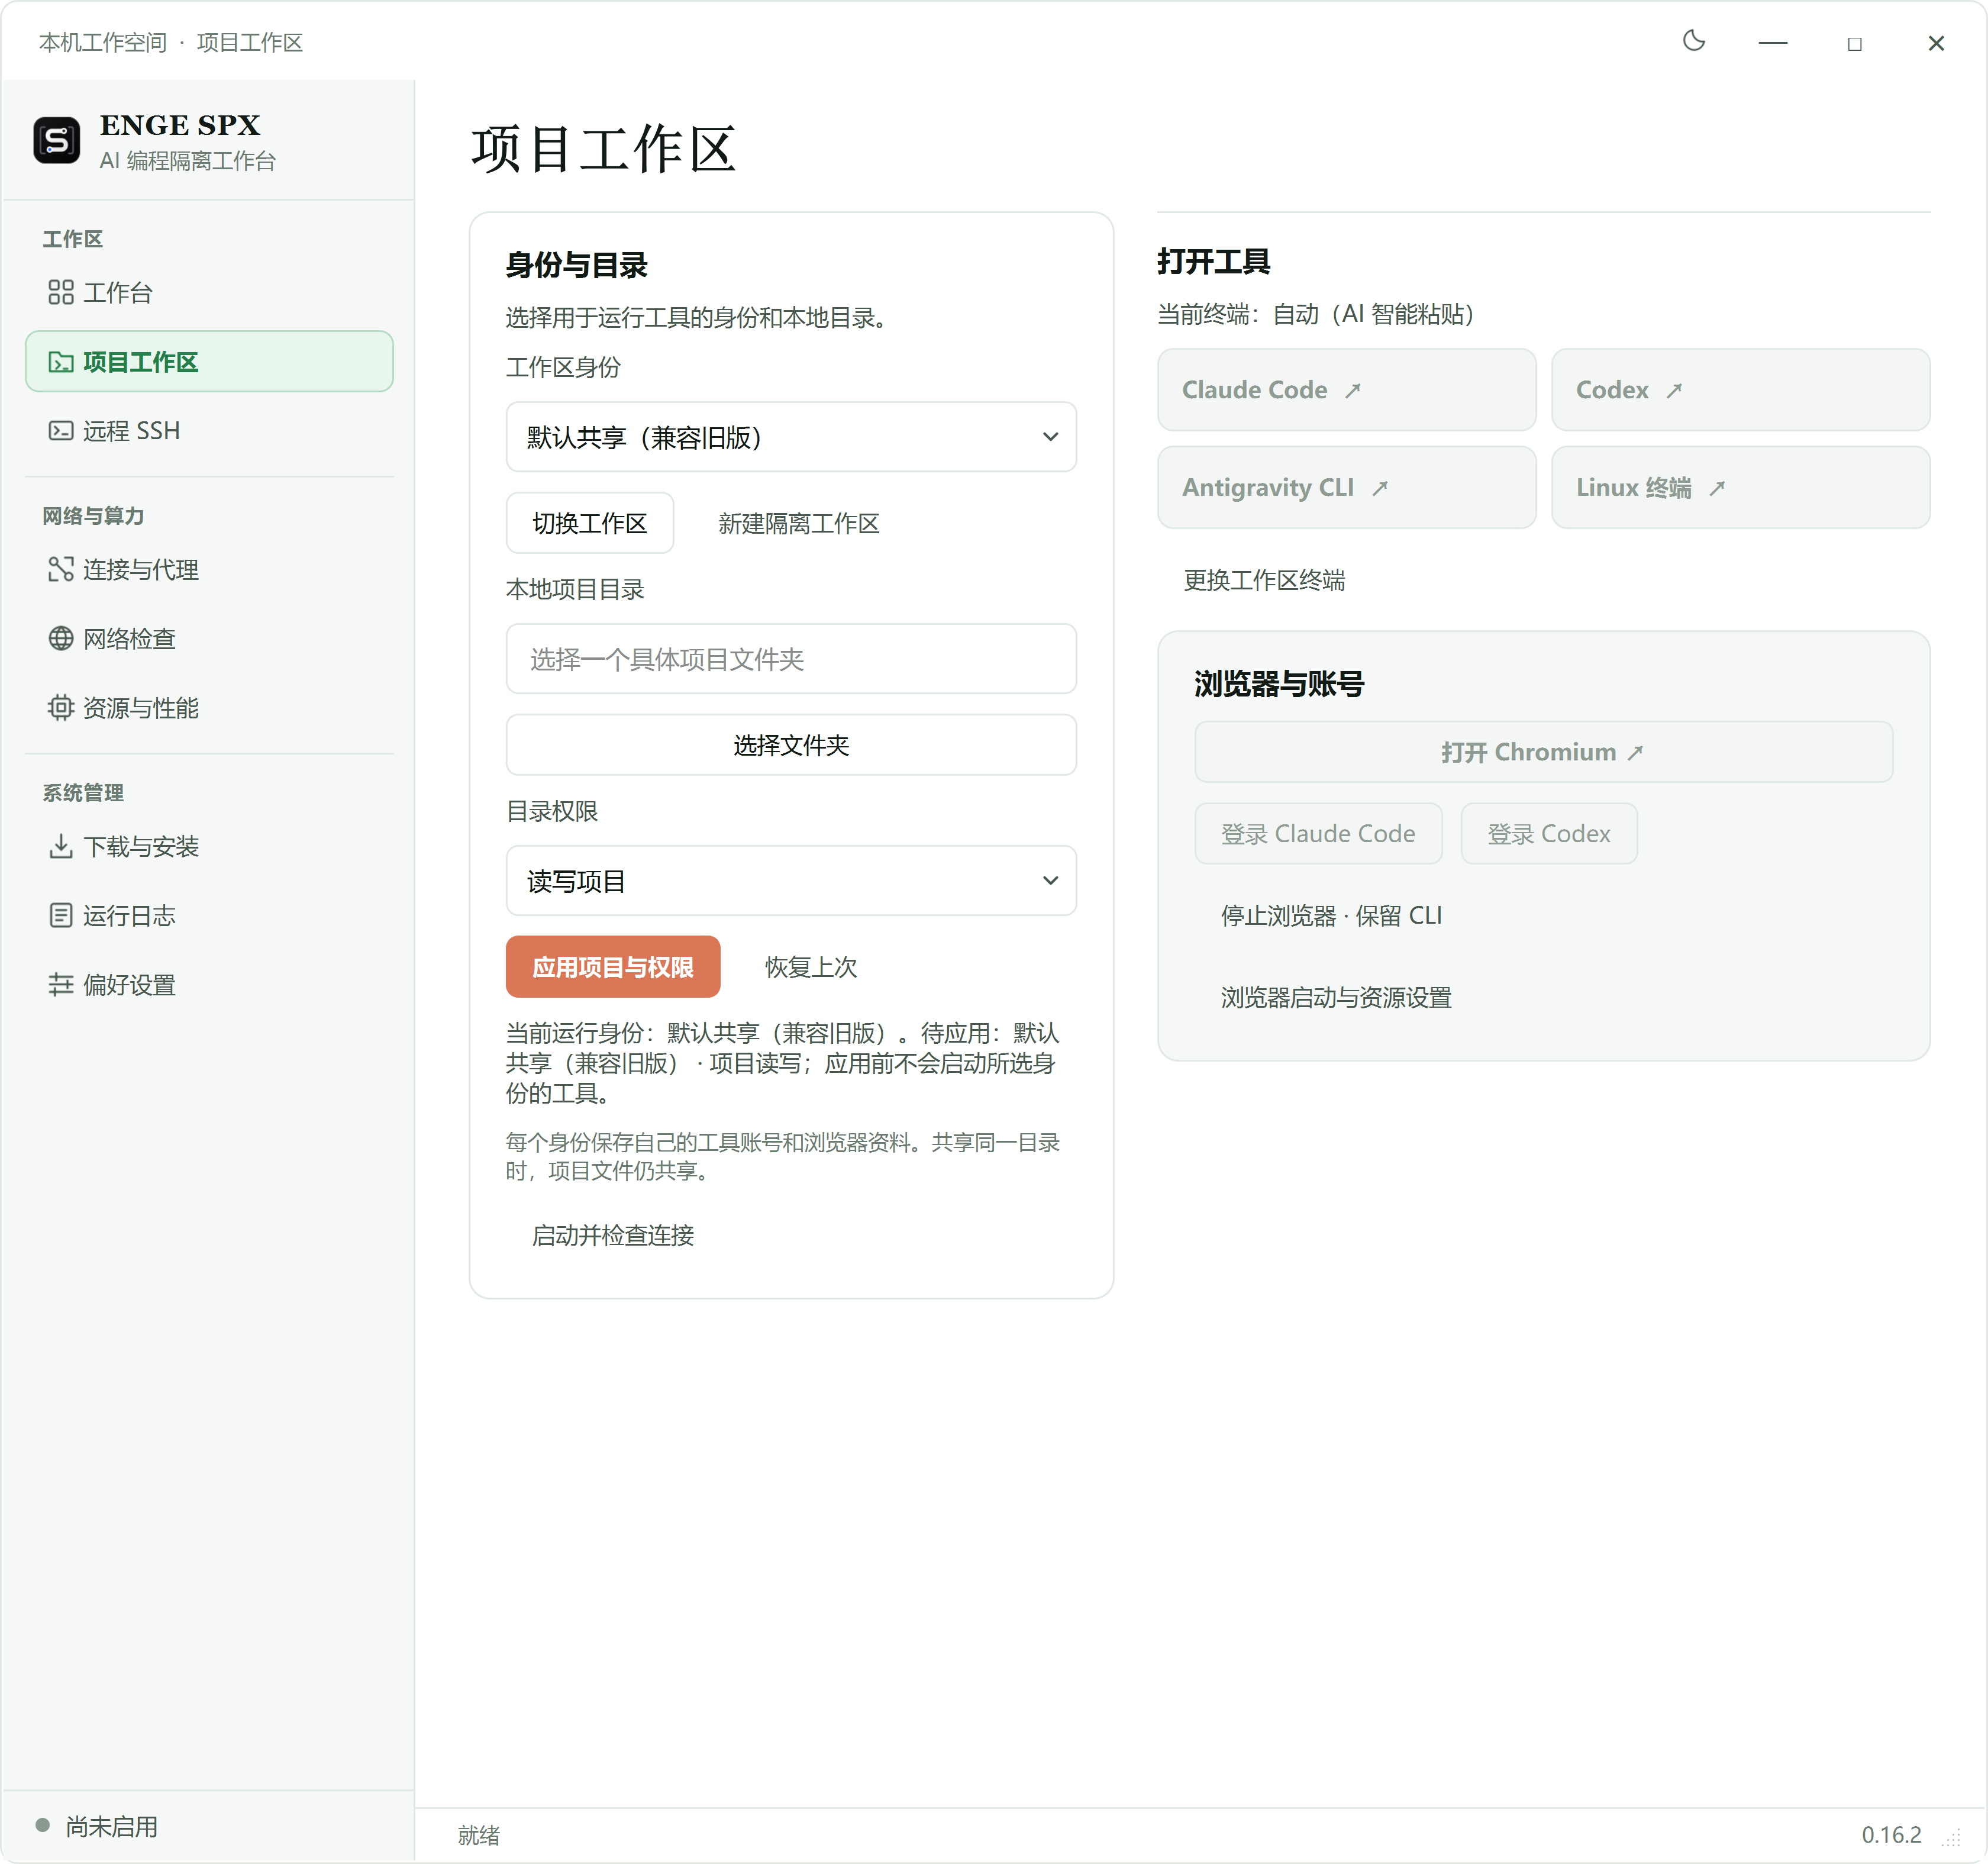 本机工作空间 · 项目工作区
ENGE SPX
AI 编程隔离工作台
工作区
工作台
项目工作区
远程 SSH
网络与算力
连接与代理
网络检查
资源与性能
系统管理
下载与安装
运行日志
偏好设置
尚未启用
项目工作区
身份与目录
选择用于运行工具的身份和本地目录。
工作区身份
默认共享（兼容旧版）
切换工作区
新建隔离工作区
本地项目目录
选择一个具体项目文件夹
选择文件夹
目录权限
读写项目
应用项目与权限
恢复上次
当前运行身份：默认共享（兼容旧版）。待应用：默认
共享（兼容旧版） · 项目读写；应用前不会启动所选身
份的工具。
每个身份保存自己的工具账号和浏览器资料。共享同一目录
时，项目文件仍共享。
启动并检查连接
打开工具
当前终端：自动（AI 智能粘贴）
Claude Code ↗
Codex ↗
Antigravity CLI ↗
Linux 终端 ↗
更换工作区终端
浏览器与账号
打开 Chromium ↗
登录 Claude Code
登录 Codex
停止浏览器 · 保留 CLI
浏览器启动与资源设置
就绪
0.16.2